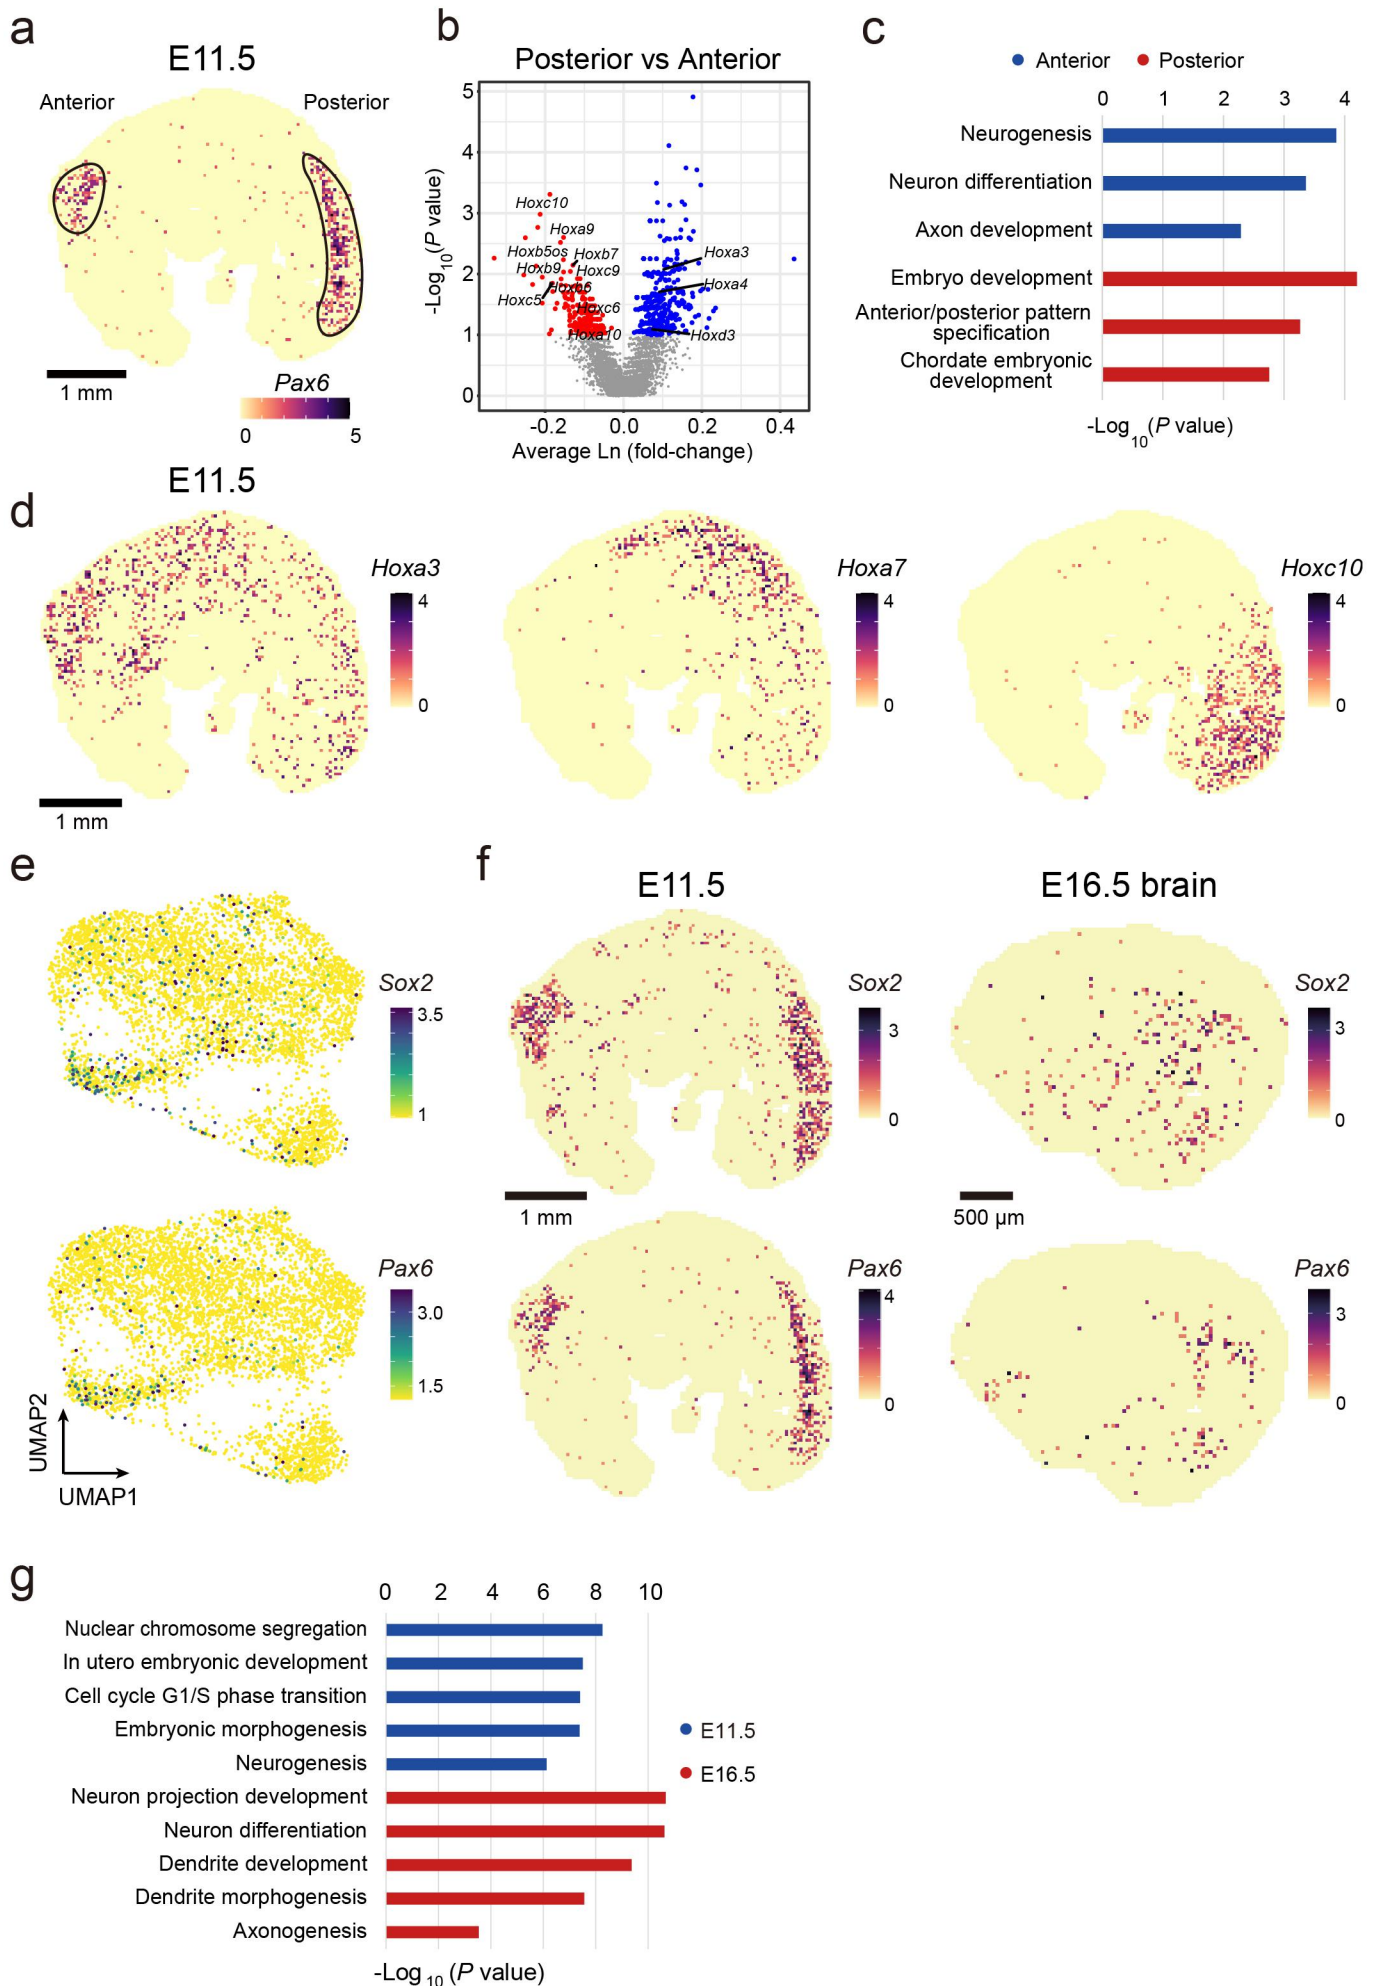 a
E11.5
Anterior
Posterior
1 mm
Pax6
0
5
b
Posterior vs Anterior
-Log10(P value)
5
4
3
2
1
0
Hoxc10
Hoxa9
Hoxb5os
Hoxb7
Hoxb9
Hoxc9
Hoxb6
Hoxc5
Hoxc6
Hoxa10
Hoxa3
Hoxa4
Hoxd3
-0.2
0.0
0.2
0.4
Average Ln (fold-change)
c
Anterior
Posterior
0
1
2
3
4
Neurogenesis
Neuron differentiation
Axon development
Embryo development
Anterior/posterior pattern
specification
Chordate embryonic
development
-Log10(P value)
d
E11.5
Hoxa3
4
0
1 mm
Hoxa7
4
0
Hoxc10
4
0
e
Sox2
3.5
1
Pax6
3.0
1.5
UMAP2
UMAP1
f
E11.5
E16.5 brain
Sox2
3
0
1 mm
Sox2
3
0
500 µm
Pax6
4
0
Pax6
3
0
g
0
2
4
6
8
10
Nuclear chromosome segregation
In utero embryonic development
Cell cycle G1/S phase transition
Embryonic morphogenesis
Neurogenesis
Neuron projection development
Neuron differentiation
Dendrite development
Dendrite morphogenesis
Axonogenesis
E11.5
E16.5
-Log10 (P value)